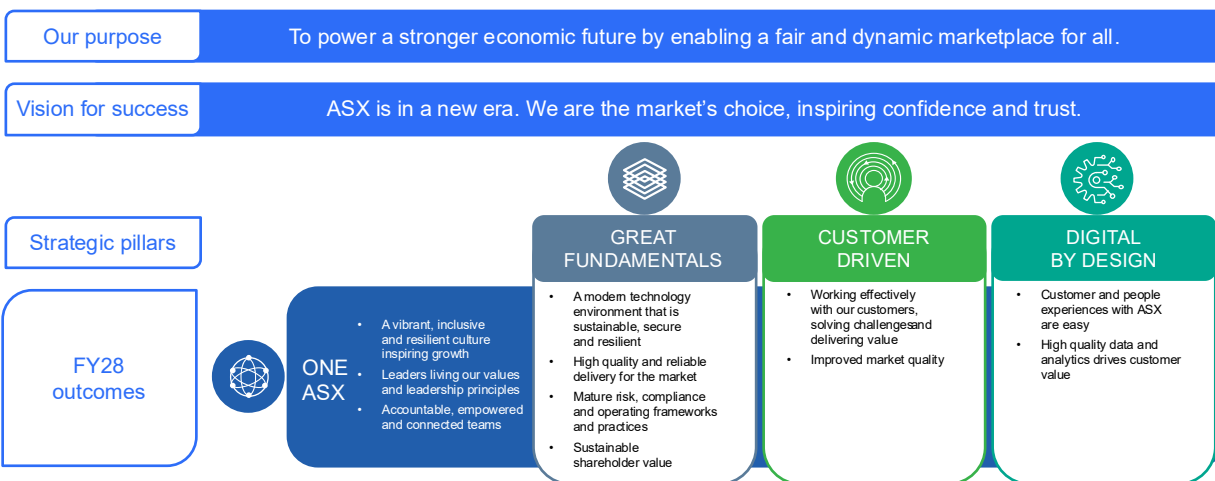 Our purpose
To power a stronger economic future by enabling a fair and dynamic marketplace for all.
Vision for success
ASX is in a new era. We are the market’s choice, inspiring confidence and trust.
Strategic pillars
GREAT
FUNDAMENTALS
CUSTOMER
DRIVEN
DIGITAL
BY DESIGN
FY28
outcomes
ONE
ASX
• A vibrant, inclusive
and resilient culture
inspiring growth
• Leaders living our values
and leadership principles
• Accountable, empowered
and connected teams
• A modern technology
environment that is
sustainable, secure
and resilient
• High quality and reliable
delivery for the market
• Mature risk, compliance
and operating frameworks
and practices
• Sustainable
shareholder value
• Working effectively
with our customers,
solving challenges and
delivering value
• Improved market quality
• Customer and people
experiences with ASX
are easy
• High quality data and
analytics drives customer
value